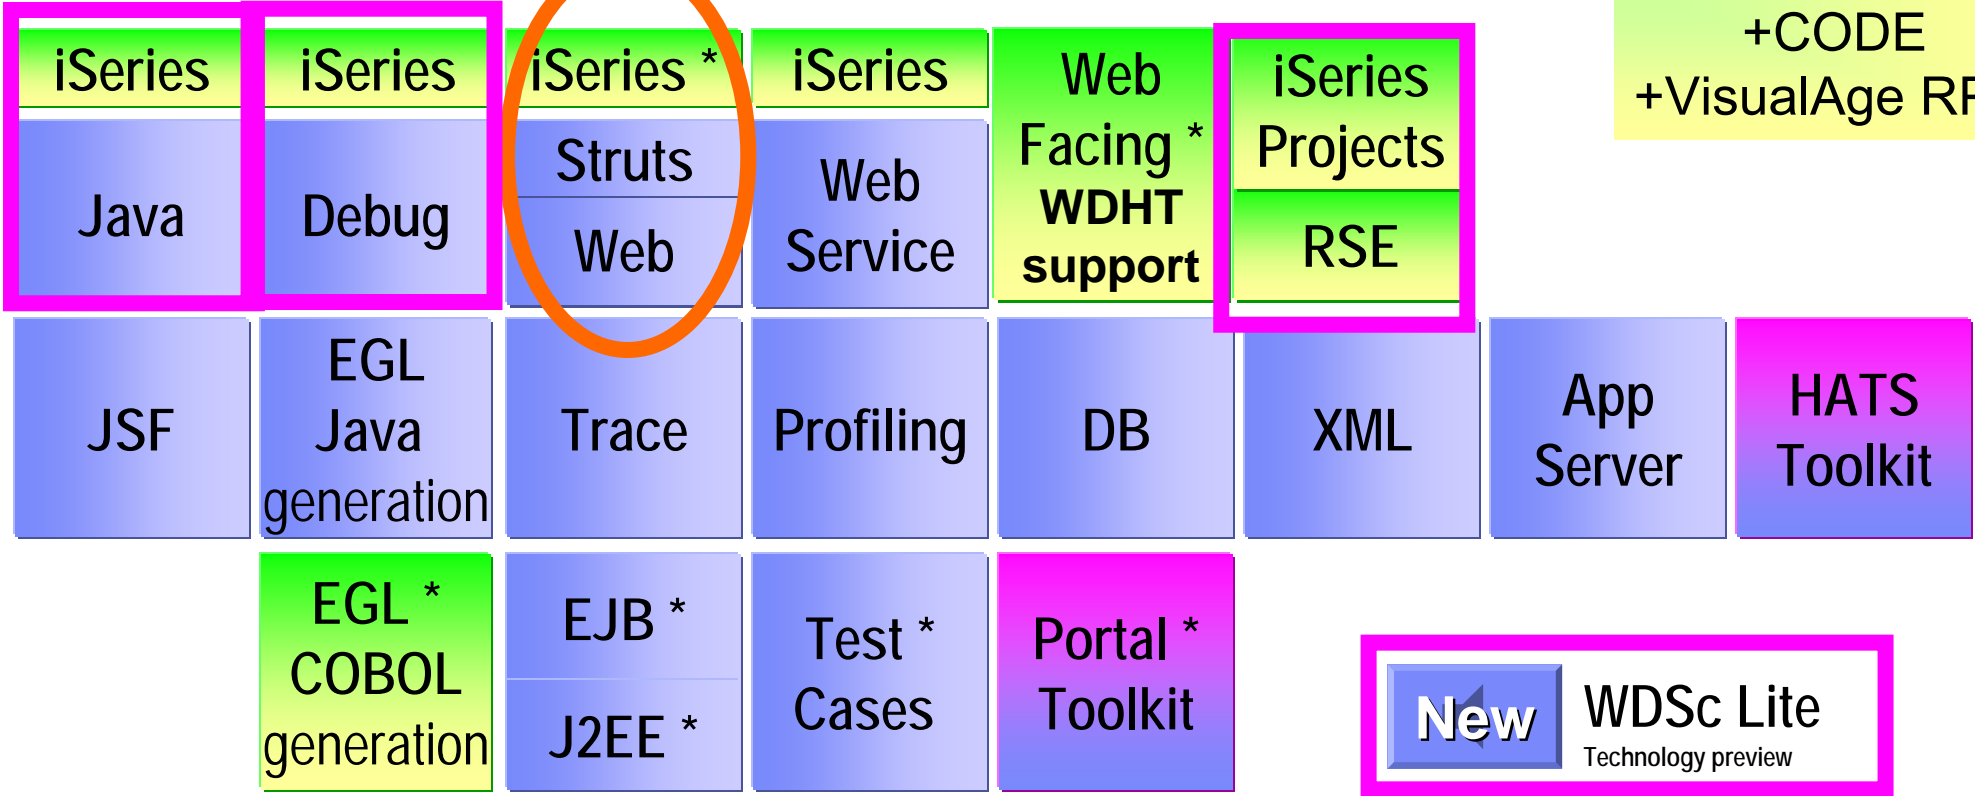 +CODE
+VisualAge
iSeries
Java
iSeries
Debug
iSeries *
Struts
Web
iSeries
Web
Service
Web
Facing *
WDHT
support
iSeries
Projects
RSE
JSF
EGL
Java
generation
Trace
Profiling
DB
XML
App
Server
HATS
Toolkit
EGL *
COBOL
generation
EJB *
J2EE *
Test *
Cases
Portal *
Toolkit
New
WDSc Lite
Technology preview